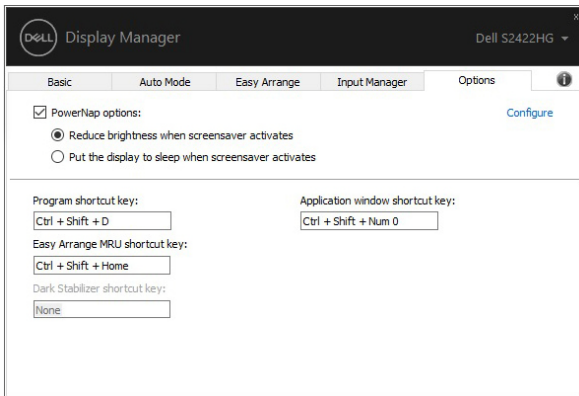 DELL Display Manager
Dell S2422HG
Basic Auto Mode Easy Arrange Input Manager Options
PowerNap options: Configure
Reduce brightness when screensaver activates
Put the display to sleep when screensaver activates
Program shortcut key: Application window shortcut key:
Ctrl + Shift + D Ctrl + Shift + Num 0
Easy Arrange MRU shortcut key:
Ctrl + Shift + Home
Dark Stabilizer shortcut key:
None